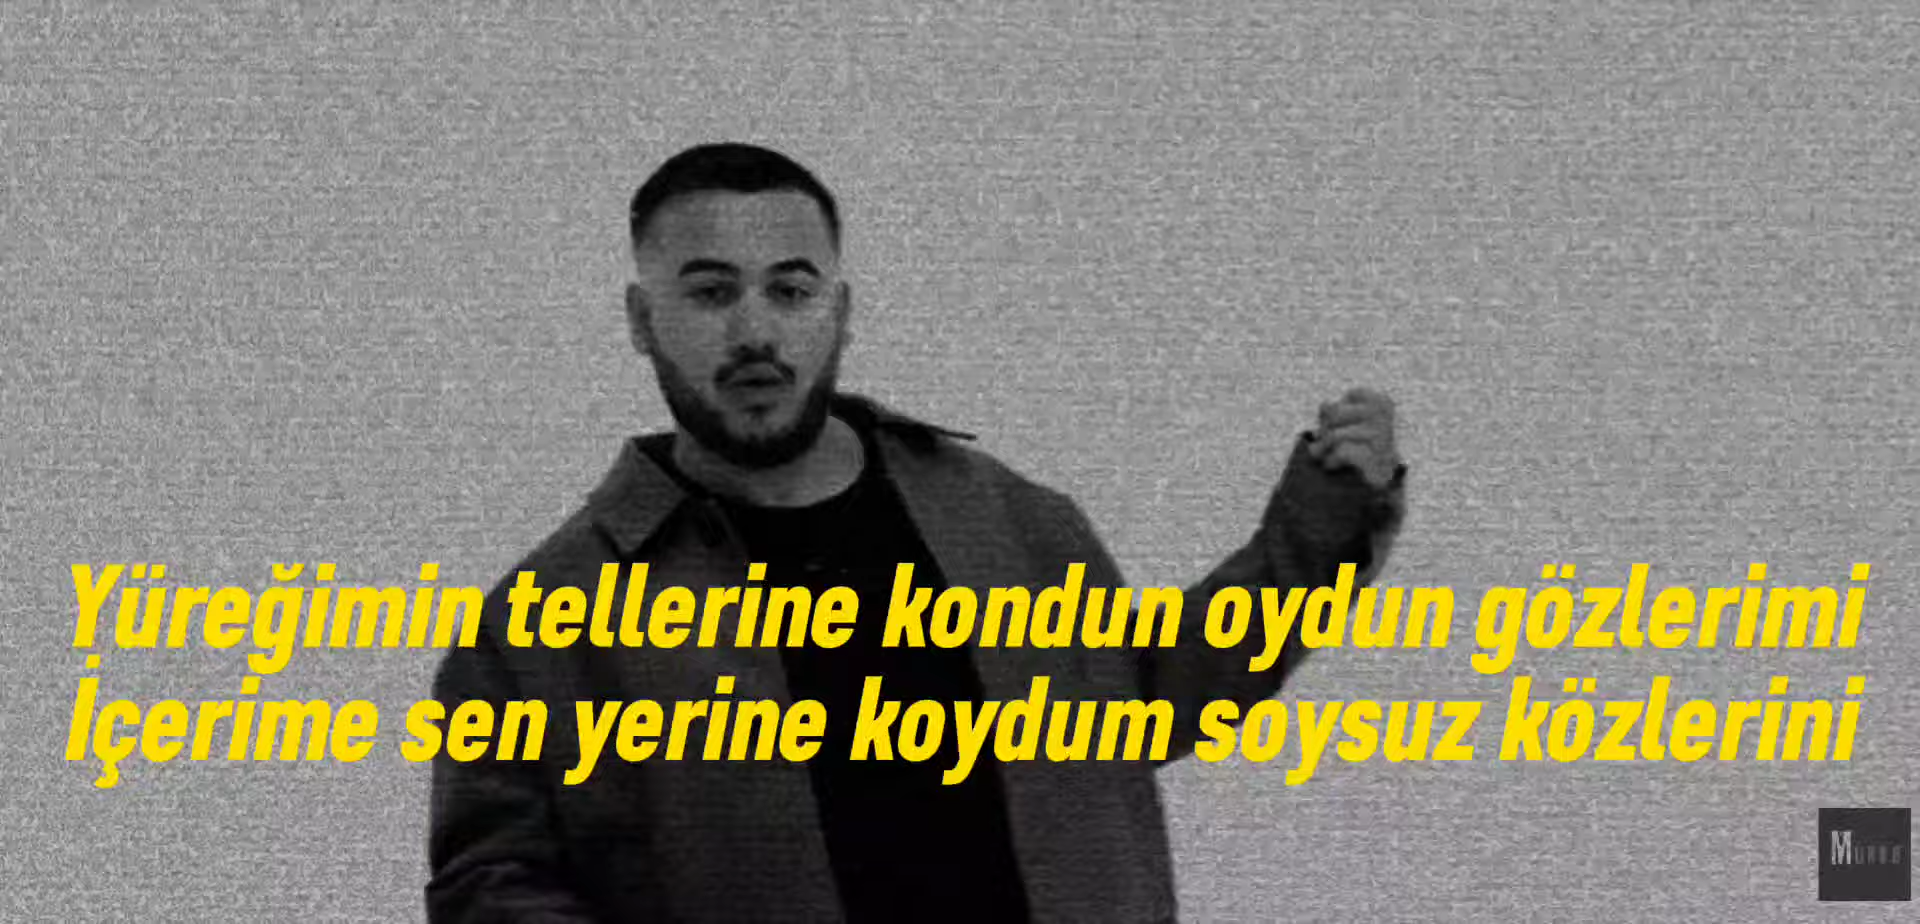 Yüreğimin tellerine kondun oydun gözlerimi
İçerime sen yerine koydum soysuz közlerini